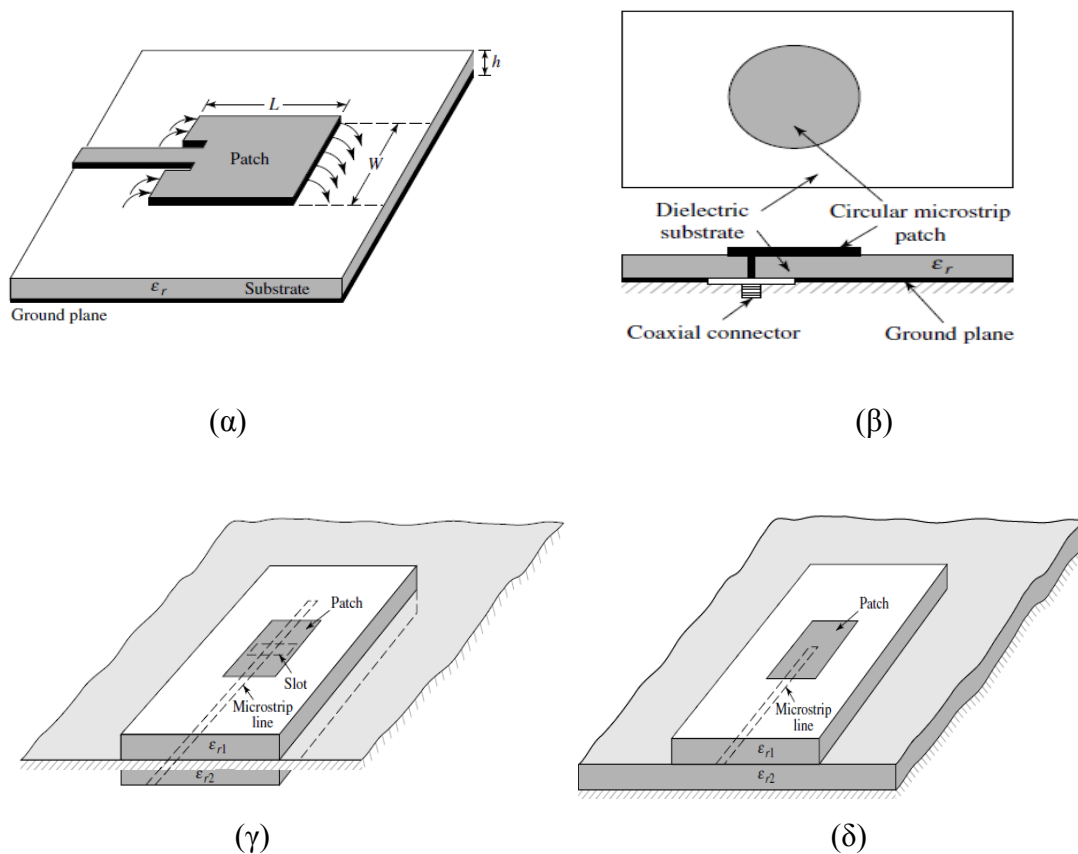 h
L
Patch
W
εr
Substrate
Ground plane
Dielectric
substrate
Circular microstrip
patch
εr
Coaxial connector
Ground plane
(α)
(β)
Patch
Slot
Microstrip
line
εr1
εr2
Patch
Microstrip
line
εr1
εr2
(γ)
(δ)